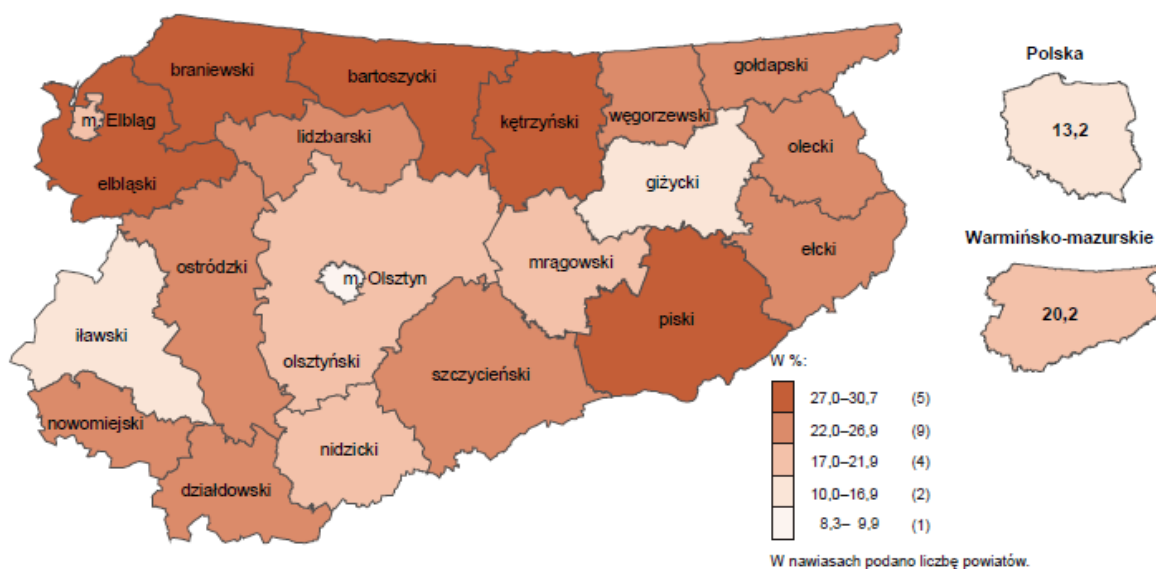 braniewski
bartoszycki
gołdapski
Polska
m. Elbląg
kętrzyński
węgorzewski
lidzbarski
olecki
13,2
elbląski
giżycki
Warmińsko-mazurskie
ostródzki
m. Olsztyn
mrągowski
ełcki
20,2
iławski
piski
olsztyński
szczycieński
W %:
27,0–30,7 (5)
22,0–26,9 (9)
17,0–21,9 (4)
10,0–16,9 (2)
8,3– 9,9 (1)
nowomiejski
nidzicki
działdowski
W nawiasach podano liczbę powiatów.